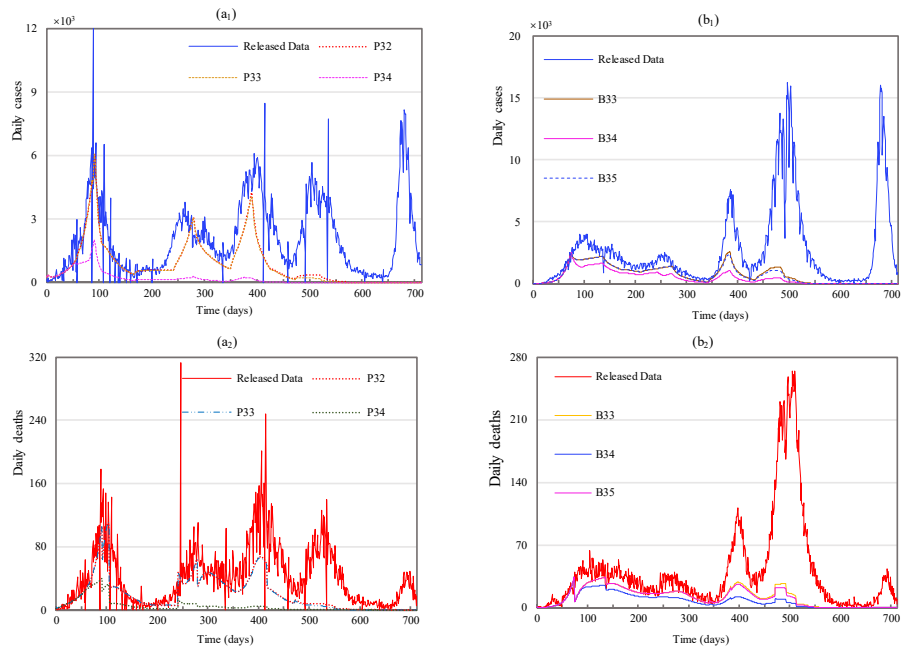 (a1)
×10³
12
9
6
3
0
Daily cases
Released Data
P32
P33
P34
0 100 200 300 400 500 600 700
Time (days)
(b1)
×10³
20
15
10
5
0
Daily cases
Released Data
B33
B34
B35
0 100 200 300 400 500 600 700
Time (days)
(a2)
320
240
160
80
0
Daily deaths
Released Data
P32
P33
P34
0 100 200 300 400 500 600 700
Time (days)
(b2)
280
210
140
70
0
Daily deaths
Released Data
B33
B34
B35
0 100 200 300 400 500 600 700
Time (days)